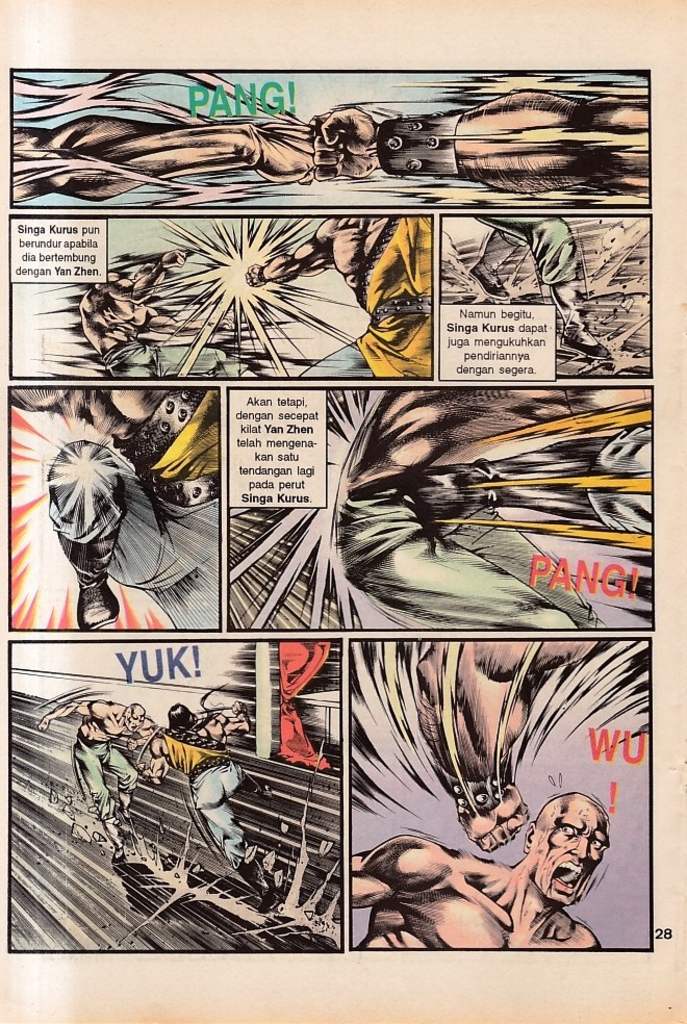 PANG!
Singa Kurus pun
berundur apabila
dia bertembung
dengan Yan Zhen.
Namun begitu,
Singa Kurus dapat
juga mengukuhkan
pendiriannya
dengan segera.
Akan tetapi,
dengan secepat
kilat Yan Zhen
telah mengena-
kan satu
tendangan lagi
pada perut
Singa Kurus.
PANG!
YUK!
WU
!
28